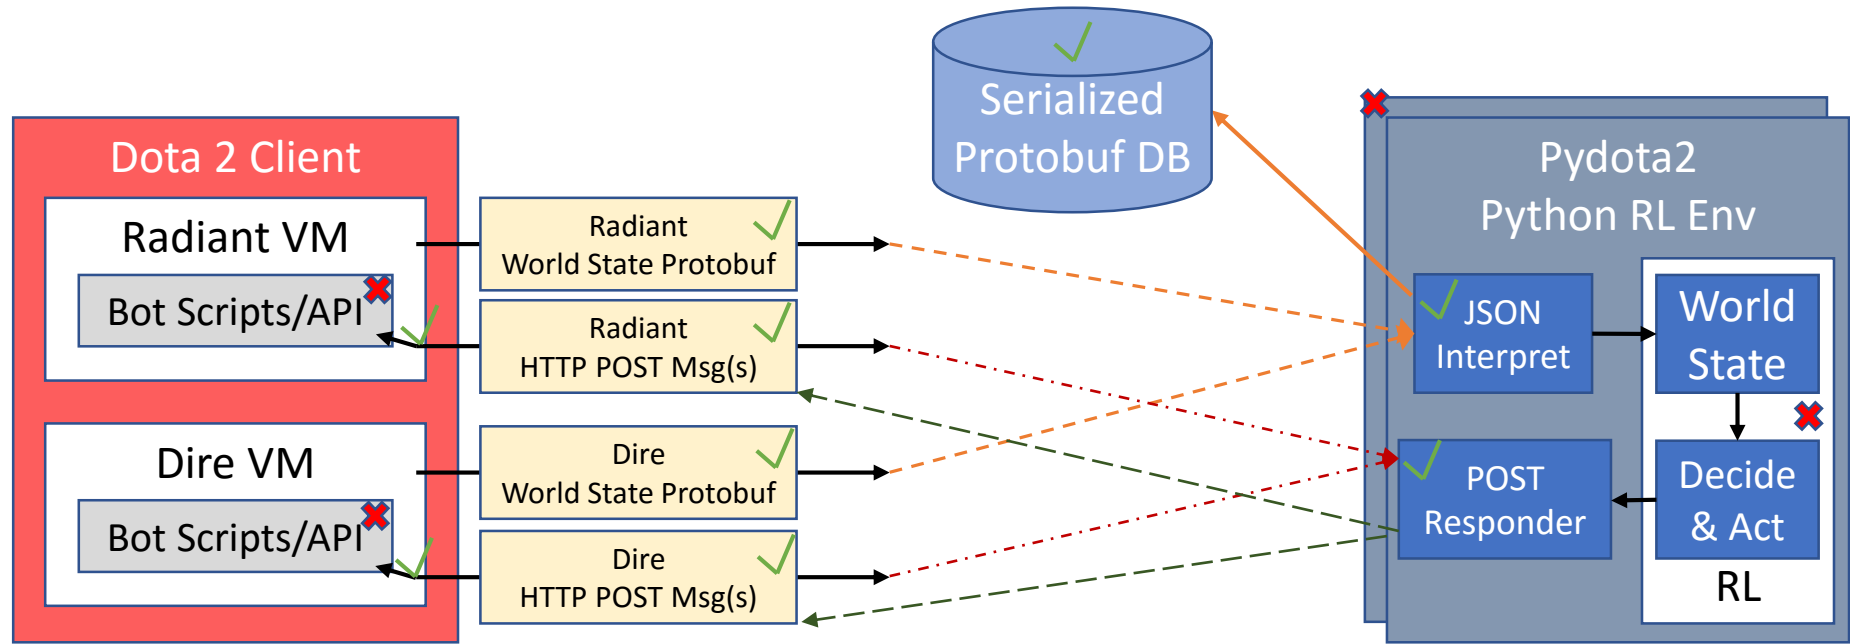 Serialized
Protobuf DB
Dota 2 Client
Radiant VM
Bot Scripts/API
Dire VM
Bot Scripts/API
Radiant
World State Protobuf
Radiant
HTTP POST Msg(s)
Dire
World State Protobuf
Dire
HTTP POST Msg(s)
Pydota2
Python RL Env
JSON
Interpret
World
State
POST
Responder
Decide
& Act
RL